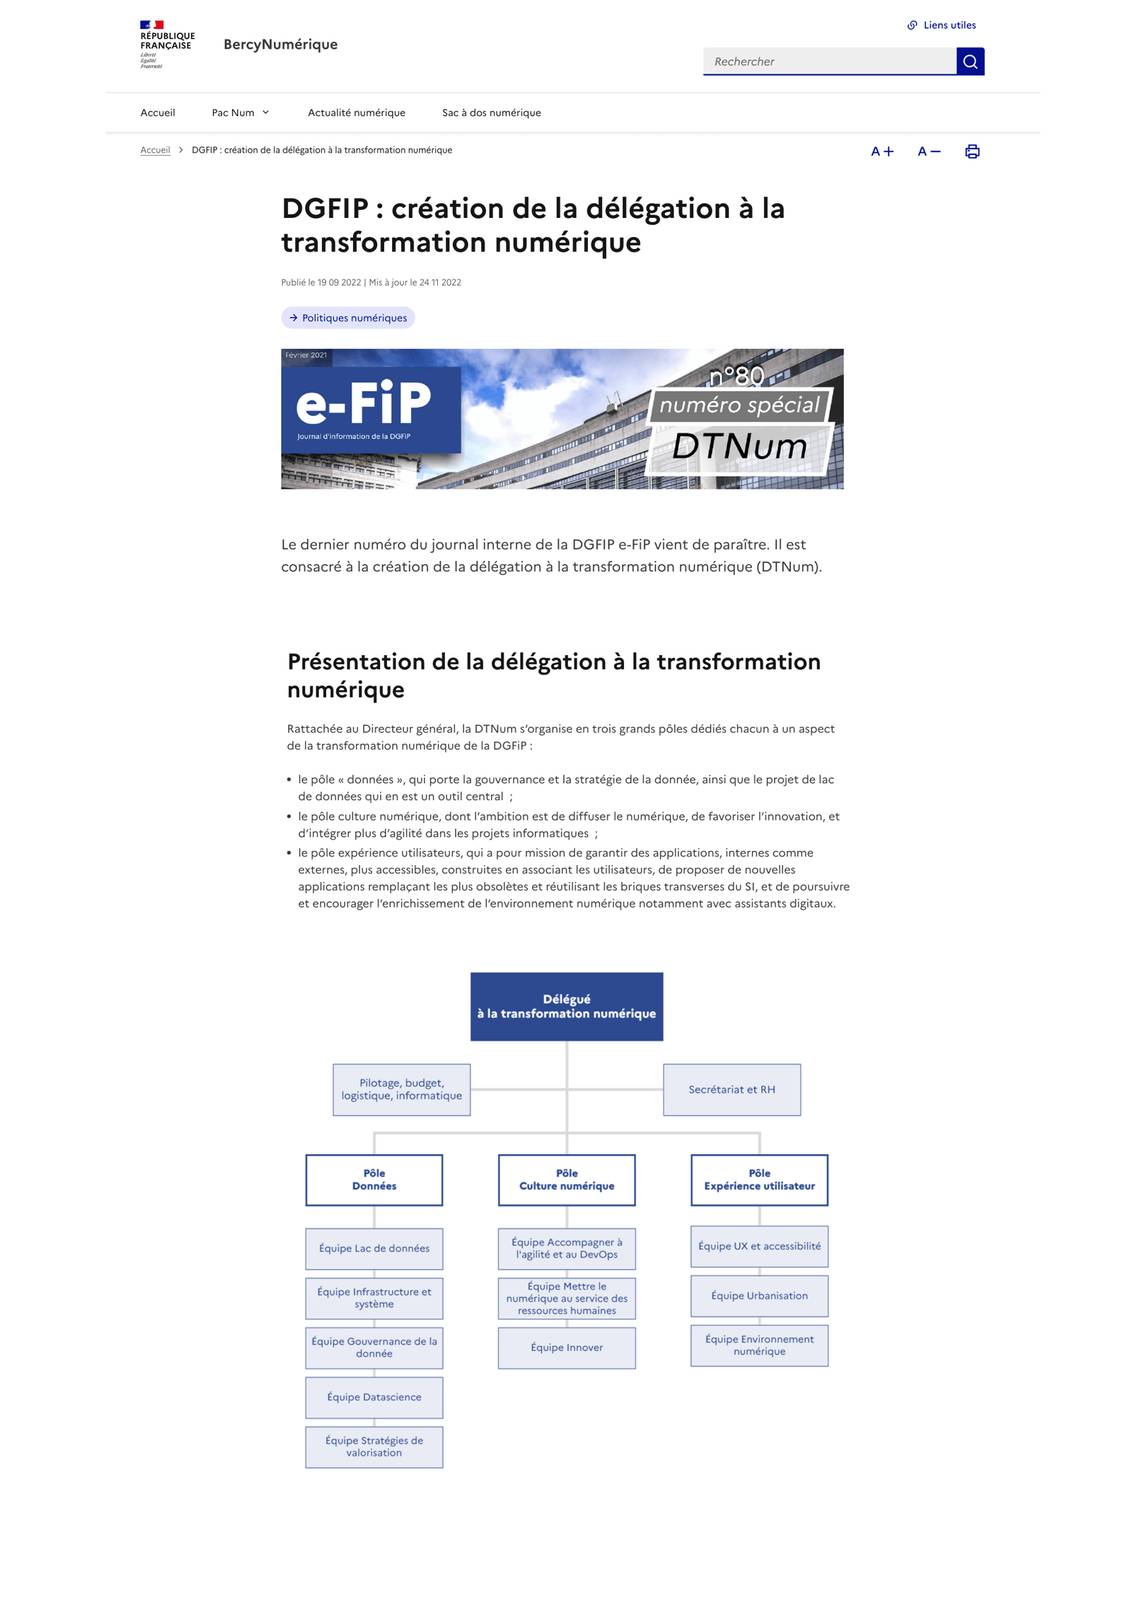 RÉPUBLIQUE
FRANÇAISE
Liberté
Égalité
Fraternité
BercyNumérique
Liens utiles
Rechercher
Accueil
Pac Num
Actualité numérique
Sac à dos numérique
Accueil > DGFIP : création de la délégation à la transformation numérique
A +
A −
DGFIP : création de la délégation à la
transformation numérique
Publié le 19 09 2022 | Mis à jour le 24 11 2022
→ Politiques numériques
Février 2021
e-FiP
Journal d'information de la DGFiP
n°80
numéro spécial
DTNum
Le dernier numéro du journal interne de la DGFIP e-FiP vient de paraître. Il est
consacré à la création de la délégation à la transformation numérique (DTNum).
Présentation de la délégation à la transformation
numérique
Rattachée au Directeur général, la DTNum s’organise en trois grands pôles dédiés chacun à un aspect
de la transformation numérique de la DGFiP :
• le pôle « données », qui porte la gouvernance et la stratégie de la donnée, ainsi que le projet de lac
de données qui en est un outil central ;
• le pôle culture numérique, dont l’ambition est de diffuser le numérique, de favoriser l’innovation, et
d’intégrer plus d’agilité dans les projets informatiques ;
• le pôle expérience utilisateurs, qui a pour mission de garantir des applications, internes comme
externes, plus accessibles, construites en associant les utilisateurs, de proposer de nouvelles
applications remplaçant les plus obsolètes et réutilisant les briques transverses du SI, et de poursuivre
et encourager l’enrichissement de l’environnement numérique notamment avec assistants digitaux.
Délégué
à la transformation numérique
Pilotage, budget,
logistique, informatique
Secrétariat et RH
Pôle
Données
Équipe Lac de données
Équipe Infrastructure et
système
Équipe Gouvernance de la
donnée
Équipe Datascience
Équipe Stratégies de
valorisation
Pôle
Culture numérique
Équipe Accompagner à
l'agilité et au DevOps
Équipe Mettre le
numérique au service des
ressources humaines
Équipe Innover
Pôle
Expérience utilisateur
Équipe UX et accessibilité
Équipe Urbanisation
Équipe Environnement
numérique